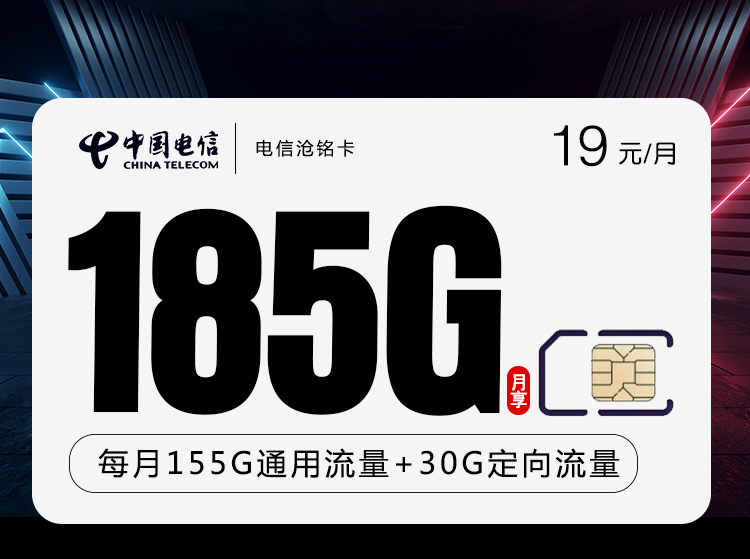 中国电信
CHINA TELECOM
电信沧铭卡
19 元/月
185G
月享
每月155G通用流量+30G定向流量